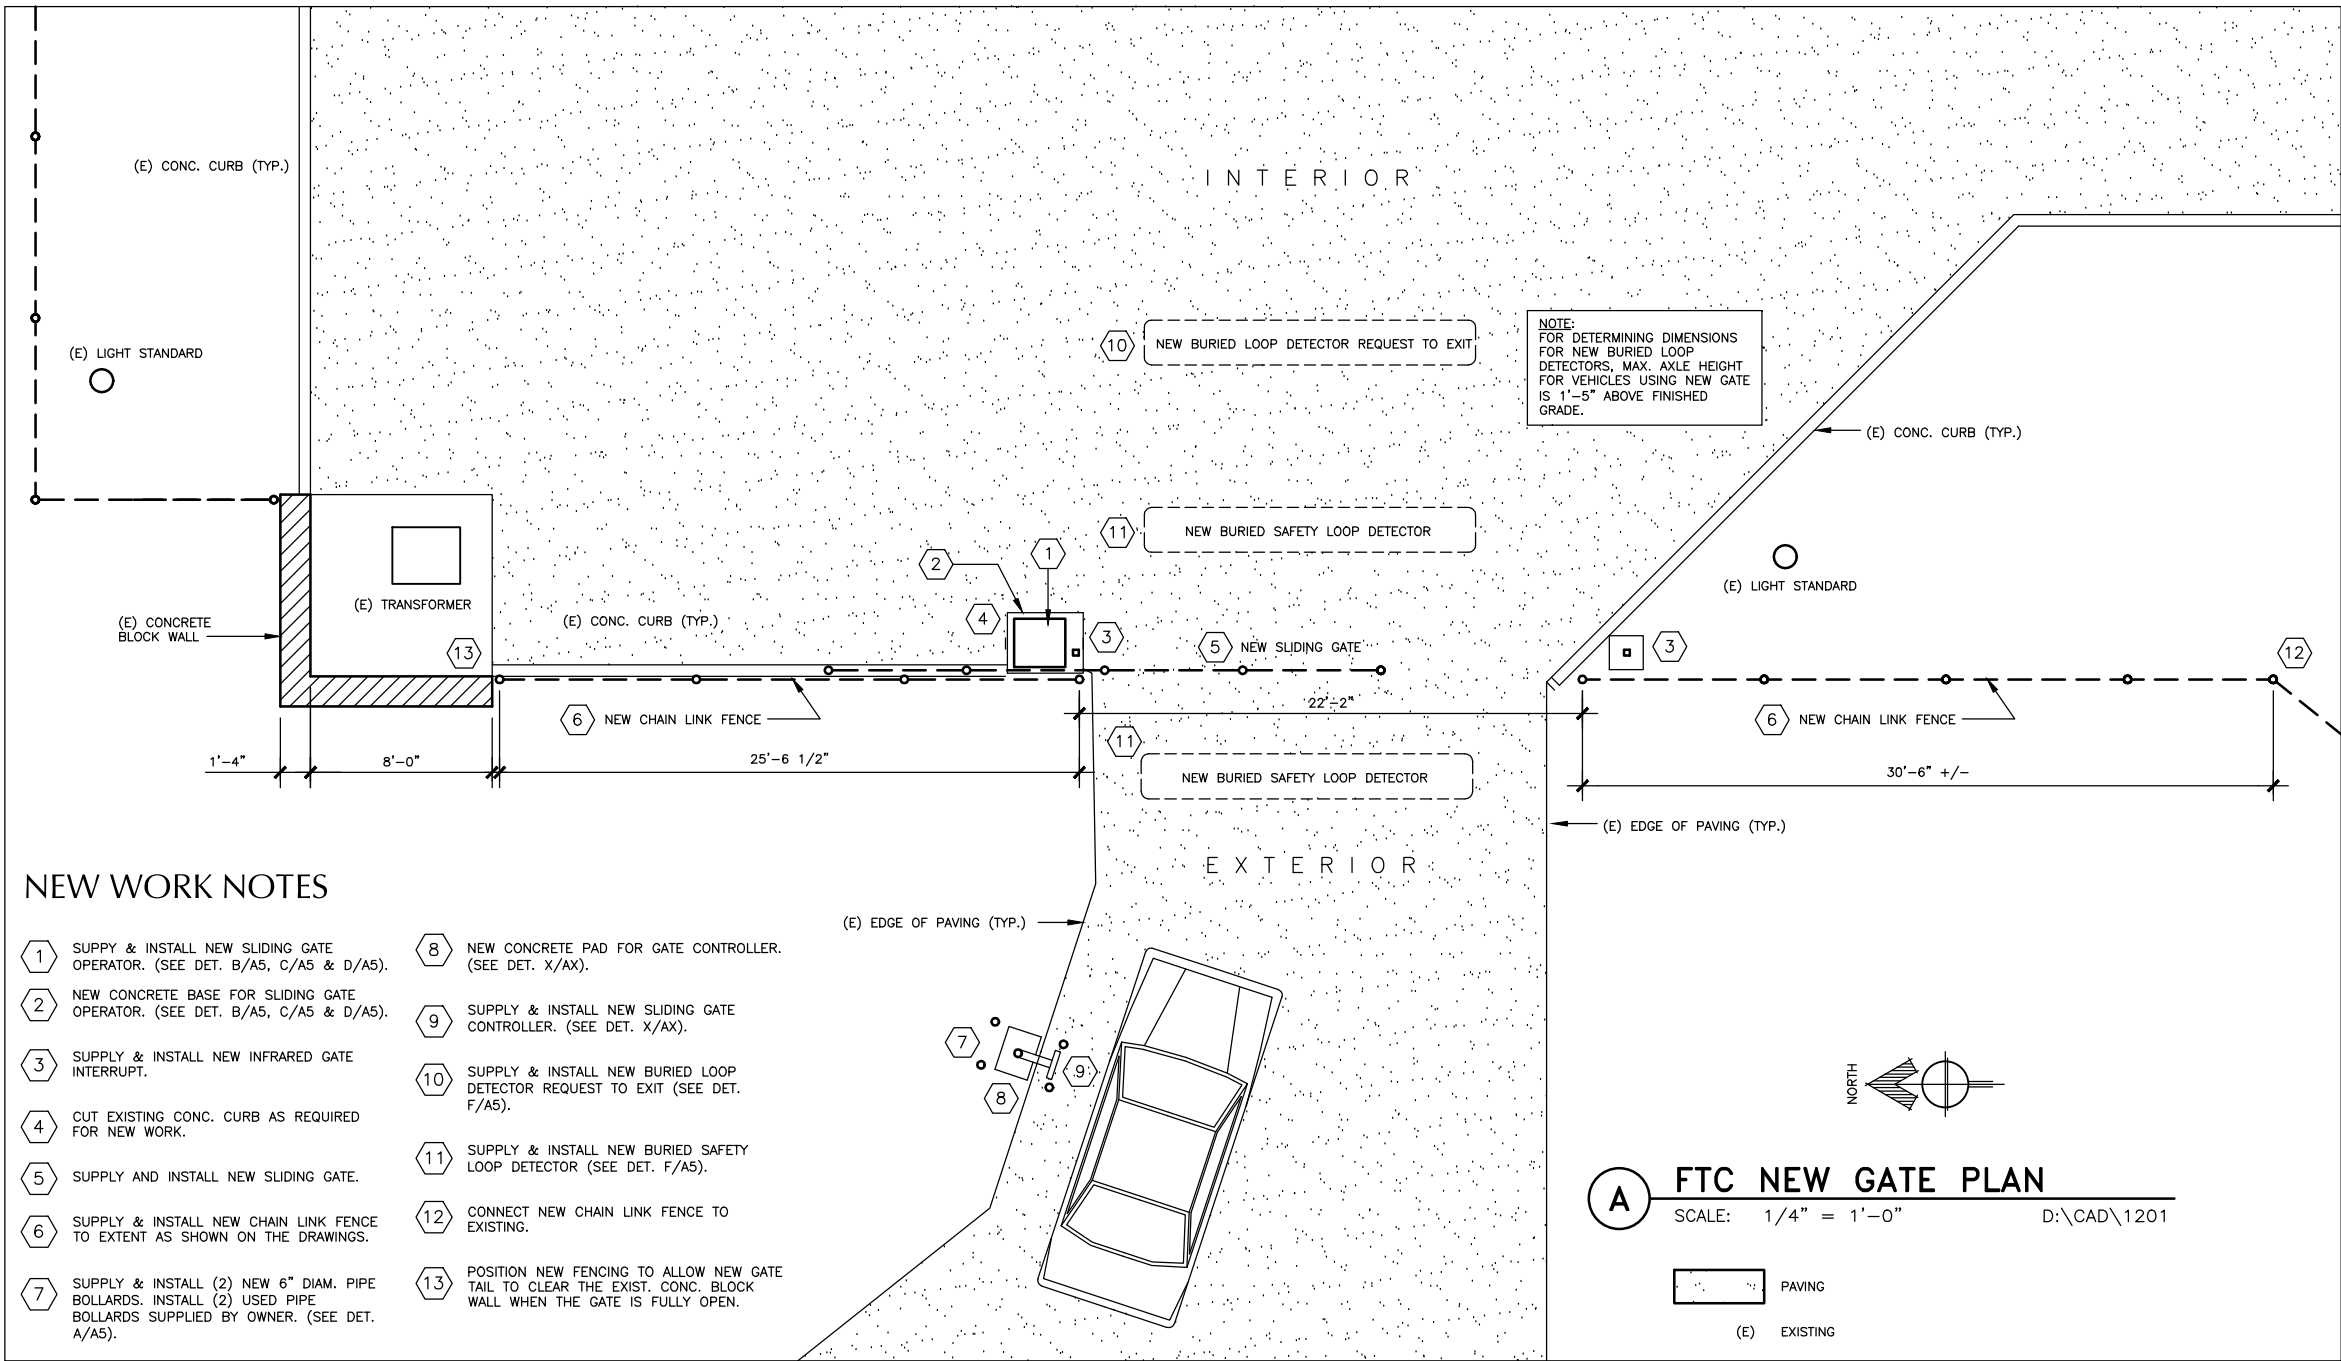 INTERIOR
(E) CONC. CURB (TYP.)
(E) LIGHT STANDARD
10
NEW BURIED LOOP DETECTOR REQUEST TO EXIT
NOTE:
FOR DETERMINING DIMENSIONS
FOR NEW BURIED LOOP
DETECTORS, MAX. AXLE HEIGHT
FOR VEHICLES USING NEW GATE
IS 1'-5" ABOVE FINISHED
GRADE.
(E) CONC. CURB (TYP.)
11
NEW BURIED SAFETY LOOP DETECTOR
1
2
(E) LIGHT STANDARD
(E) TRANSFORMER
(E) CONCRETE
BLOCK WALL
(E) CONC. CURB (TYP.)
4
3
13
5
NEW SLIDING GATE
3
12
22'-2"
6
NEW CHAIN LINK FENCE
6
NEW CHAIN LINK FENCE
11
1'-4"
8'-0"
25'-6 1/2"
NEW BURIED SAFETY LOOP DETECTOR
30'-6" +/-
(E) EDGE OF PAVING (TYP.)
EXTERIOR
(E) EDGE OF PAVING (TYP.)
7
8
9
NEW WORK NOTES
1
SUPPY & INSTALL NEW SLIDING GATE
OPERATOR. (SEE DET. B/A5, C/A5 & D/A5).
2
NEW CONCRETE BASE FOR SLIDING GATE
OPERATOR. (SEE DET. B/A5, C/A5 & D/A5).
3
SUPPLY & INSTALL NEW INFRARED GATE
INTERRUPT.
4
CUT EXISTING CONC. CURB AS REQUIRED
FOR NEW WORK.
5
SUPPLY AND INSTALL NEW SLIDING GATE.
6
SUPPLY & INSTALL NEW CHAIN LINK FENCE
TO EXTENT AS SHOWN ON THE DRAWINGS.
7
SUPPLY & INSTALL (2) NEW 6" DIAM. PIPE
BOLLARDS. INSTALL (2) USED PIPE
BOLLARDS SUPPLIED BY OWNER. (SEE DET.
A/A5).
8
NEW CONCRETE PAD FOR GATE CONTROLLER.
(SEE DET. X/AX).
9
SUPPLY & INSTALL NEW SLIDING GATE
CONTROLLER. (SEE DET. X/AX).
10
SUPPLY & INSTALL NEW BURIED LOOP
DETECTOR REQUEST TO EXIT (SEE DET.
F/A5).
11
SUPPLY & INSTALL NEW BURIED SAFETY
LOOP DETECTOR (SEE DET. F/A5).
12
CONNECT NEW CHAIN LINK FENCE TO
EXISTING.
13
POSITION NEW FENCING TO ALLOW NEW GATE
TAIL TO CLEAR THE EXIST. CONC. BLOCK
WALL WHEN THE GATE IS FULLY OPEN.
NORTH
A
FTC NEW GATE PLAN
SCALE: 1/4" = 1'-0"
D:\CAD\1201
PAVING
(E) EXISTING